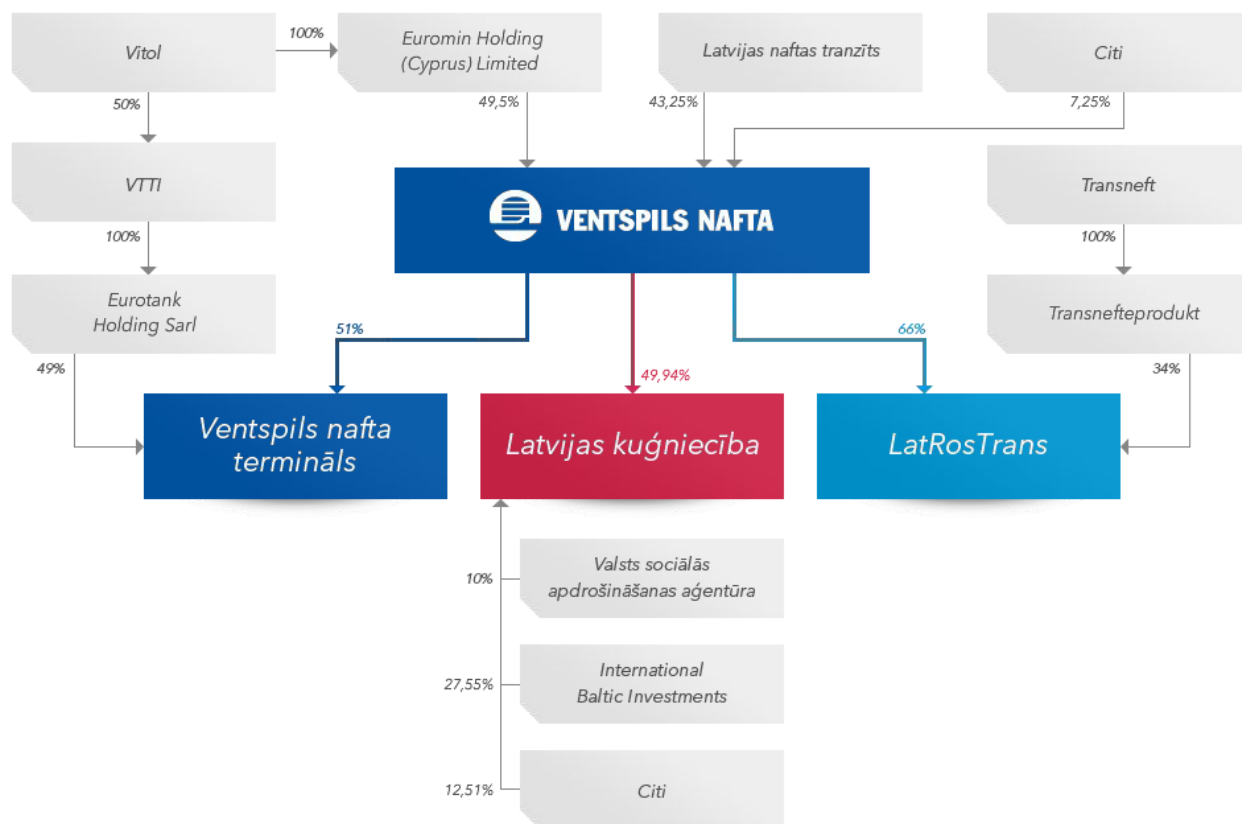 Vitol
100%
Euromin Holding
(Cyprus) Limited
Latvijas naftas tranzīts
Citi
50%
49,5%
43,25%
7,25%
VTTI
VENTSPILS NAFTA
Transneft
100%
100%
Eurotank
Holding Sarl
Transnefteprodukt
51%
66%
49%
49,94%
34%
Ventspils nafta
termināls
Latvijas kuģniecība
LatRosTrans
Valsts sociālās
apdrošināšanas aģentūra
10%
International
Baltic Investments
27,55%
Citi
12,51%